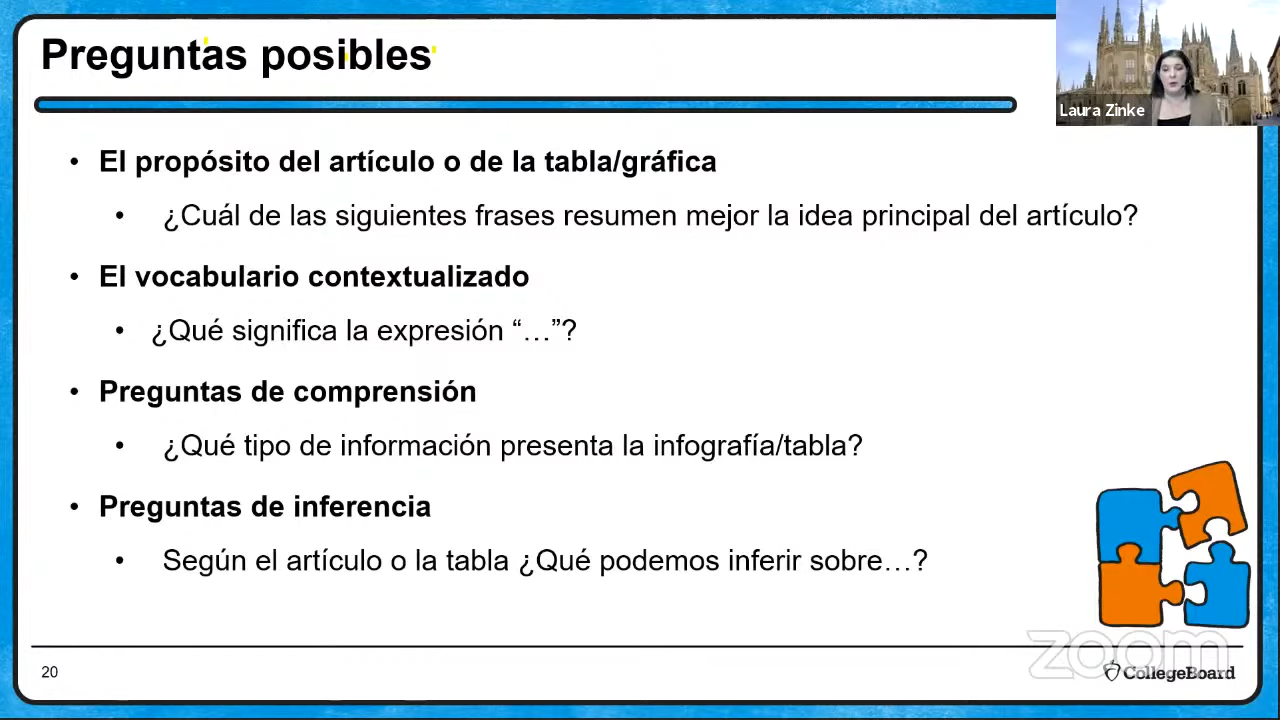 Preguntas posibles
Laura Zinke
• El propósito del artículo o de la tabla/gráfica
• ¿Cuál de las siguientes frases resumen mejor la idea principal del artículo?
• El vocabulario contextualizado
• ¿Qué significa la expresión “…”?
• Preguntas de comprensión
• ¿Qué tipo de información presenta la infografía/tabla?
• Preguntas de inferencia
• Según el artículo o la tabla ¿Qué podemos inferir sobre…?
zoom
20
CollegeBoard